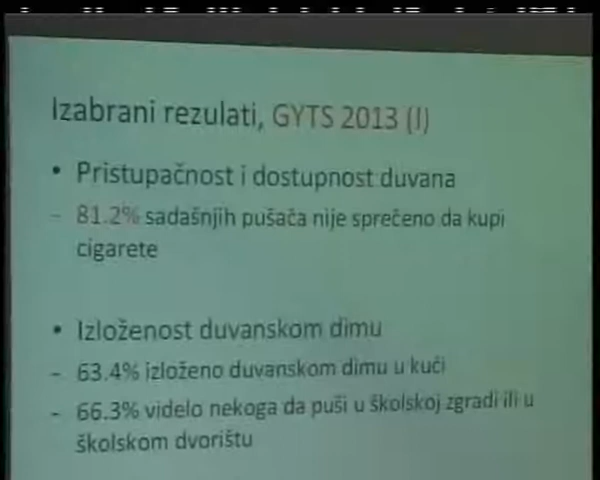 Izabrani rezulati, GYTS 2013 (I)
• Pristupačnost i dostupnost duvana
- 81.2% sadašnjih pušača nije sprečeno da kupi
cigarete
• Izloženost duvanskom dimu
- 63.4% izloženo duvanskom dimu u kući
- 66.3% videlo nekoga da puši u školskoj zgradi ili u
školskom dvorištu